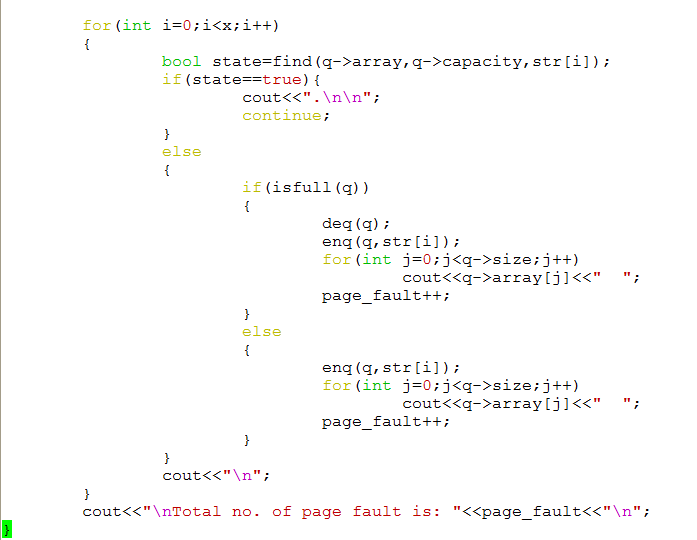 for(int i=0;i<x;i++)
{
bool state=find(q->array,q->capacity,str[i]);
if(state==true){
cout<<".\n\n";
continue;
}
else
{
if(isfull(q))
{
deq(q);
enq(q,str[i]);
for(int j=0;j<q->size;j++)
cout<<q->array[j]<<"  ";
page_fault++;
}
else
{
enq(q,str[i]);
for(int j=0;j<q->size;j++)
cout<<q->array[j]<<"  ";
page_fault++;
}
}
cout<<"\n";
}
cout<<"\nTotal no. of page fault is: "<<page_fault<<"\n";
}